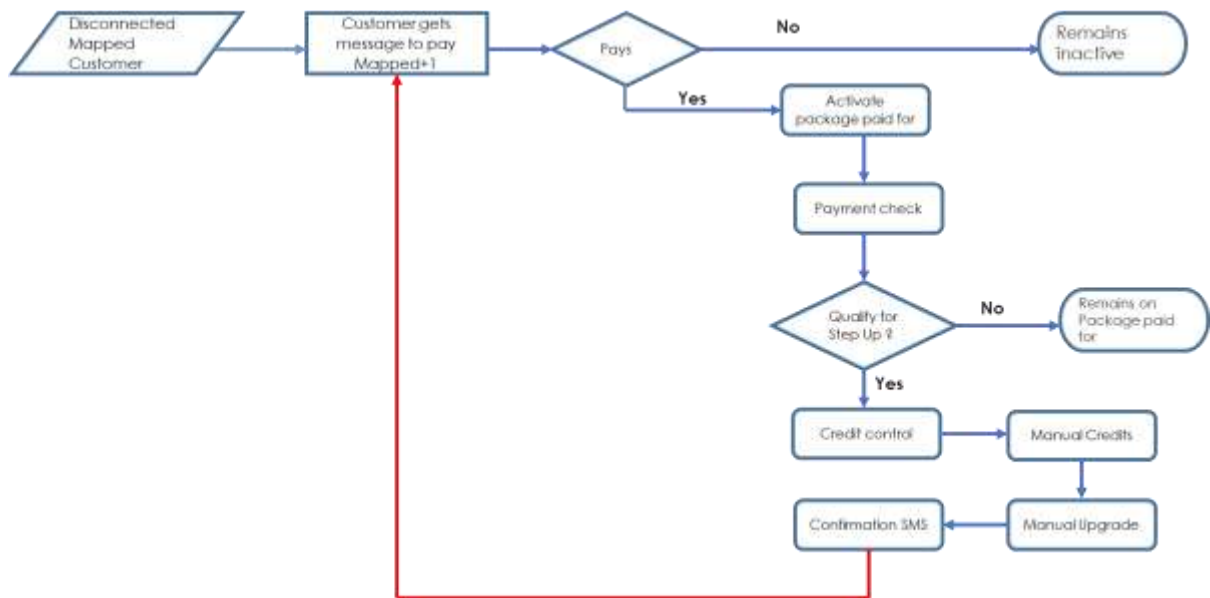 Disconnected
Mapped
Customer
Customer gets
message to pay
Mapped+1
Pays
No
Remains
inactive
Yes
Activate
package paid for
Payment check
Qualify for
Step Up ?
No
Remains on
Package paid
for
Yes
Credit control
Manual Credits
Confirmation SMS
Manual Upgrade